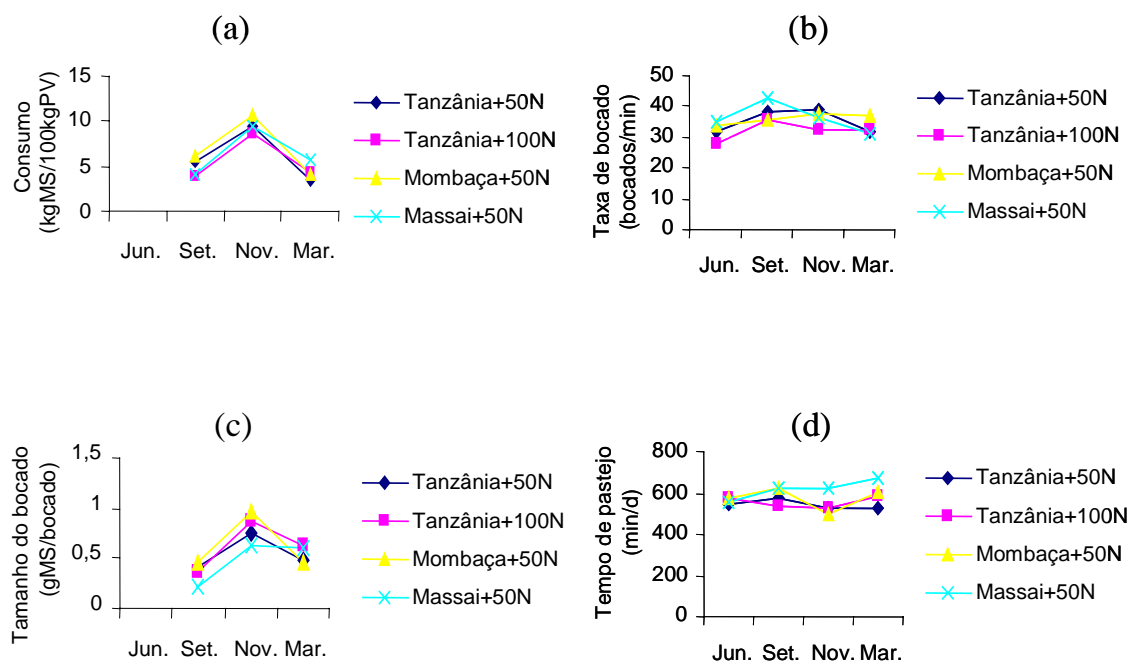 (a)
Consumo
(kgMS/100kgPV)
15
10
5
0
Jun. Set. Nov. Mar.
Tanzânia+50N
Tanzânia+100N
Mombaça+50N
Massai+50N
(b)
Taxa de bocado
(bocados/min)
50
40
30
20
10
0
Jun. Set. Nov. Mar.
Tanzânia+50N
Tanzânia+100N
Mombaça+50N
Massai+50N
(c)
Tamanho do bocado
(gMS/bocado)
1,5
1
0,5
0
Jun. Set. Nov. Mar.
Tanzânia+50N
Tanzânia+100N
Mombaça+50N
Massai+50N
(d)
Tempo de pastejo
(min/d)
800
600
400
200
0
Jun. Set. Nov. Mar.
Tanzânia+50N
Tanzânia+100N
Mombaça+50N
Massai+50N